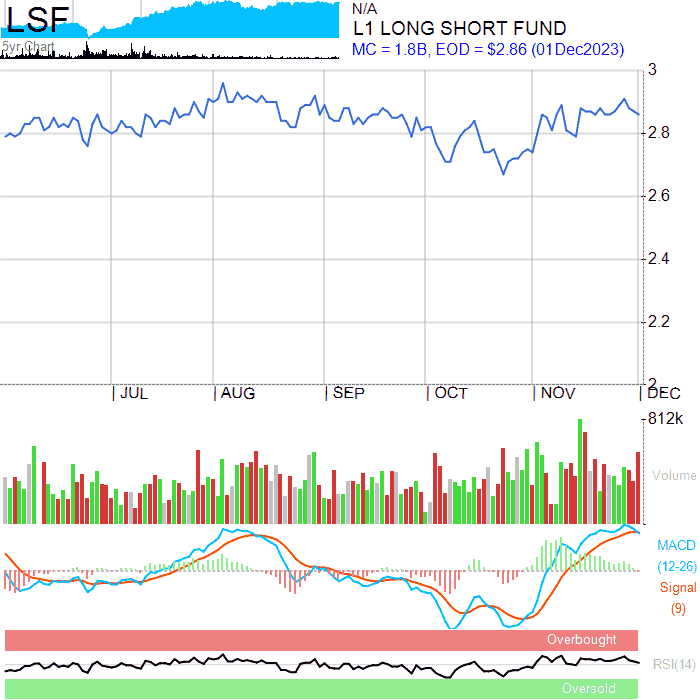 LSF
5yr Chart
N/A
L1 LONG SHORT FUND
MC = 1.8B, EOD = $2.86 (01Dec2023)
3
2.8
2.6
2.4
2.2
2
JUL
AUG
SEP
OCT
NOV
DEC
812k
Volume
MACD
(12-26)
Signal
(9)
Overbought
RSI(14)
Oversold